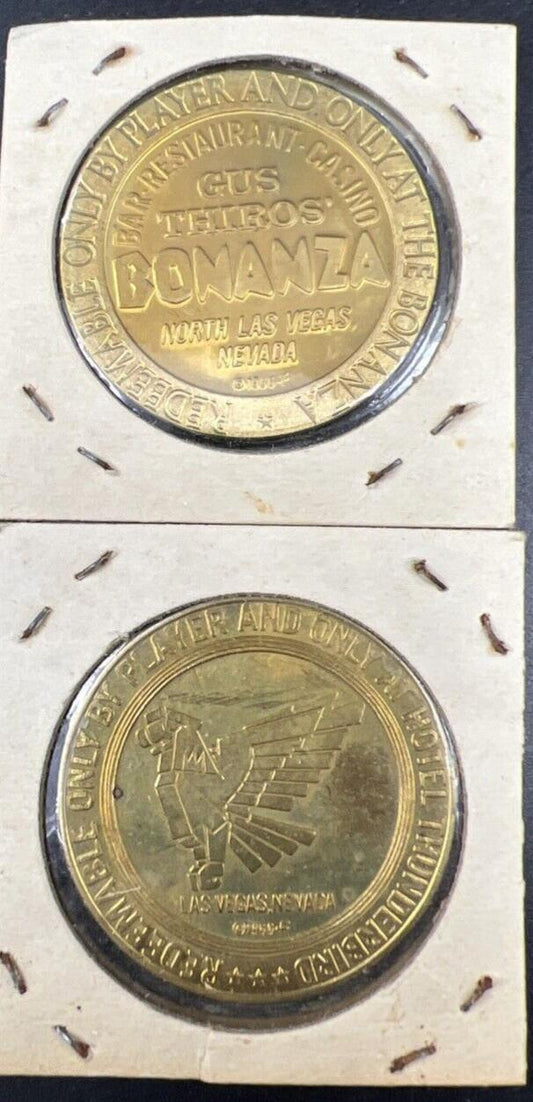 REDEEMABLE ONLY BY PLAYER AND ONLY AT THE BONANZA
BAR·RESTAURANT·CASINO
GUS
THIROS'
BONANZA
NORTH LAS VEGAS,
NEVADA
REDEEMABLE ONLY BY PLAYER AND ONLY AT HOTEL THUNDERBIRD
LAS VEGAS, NEVADA